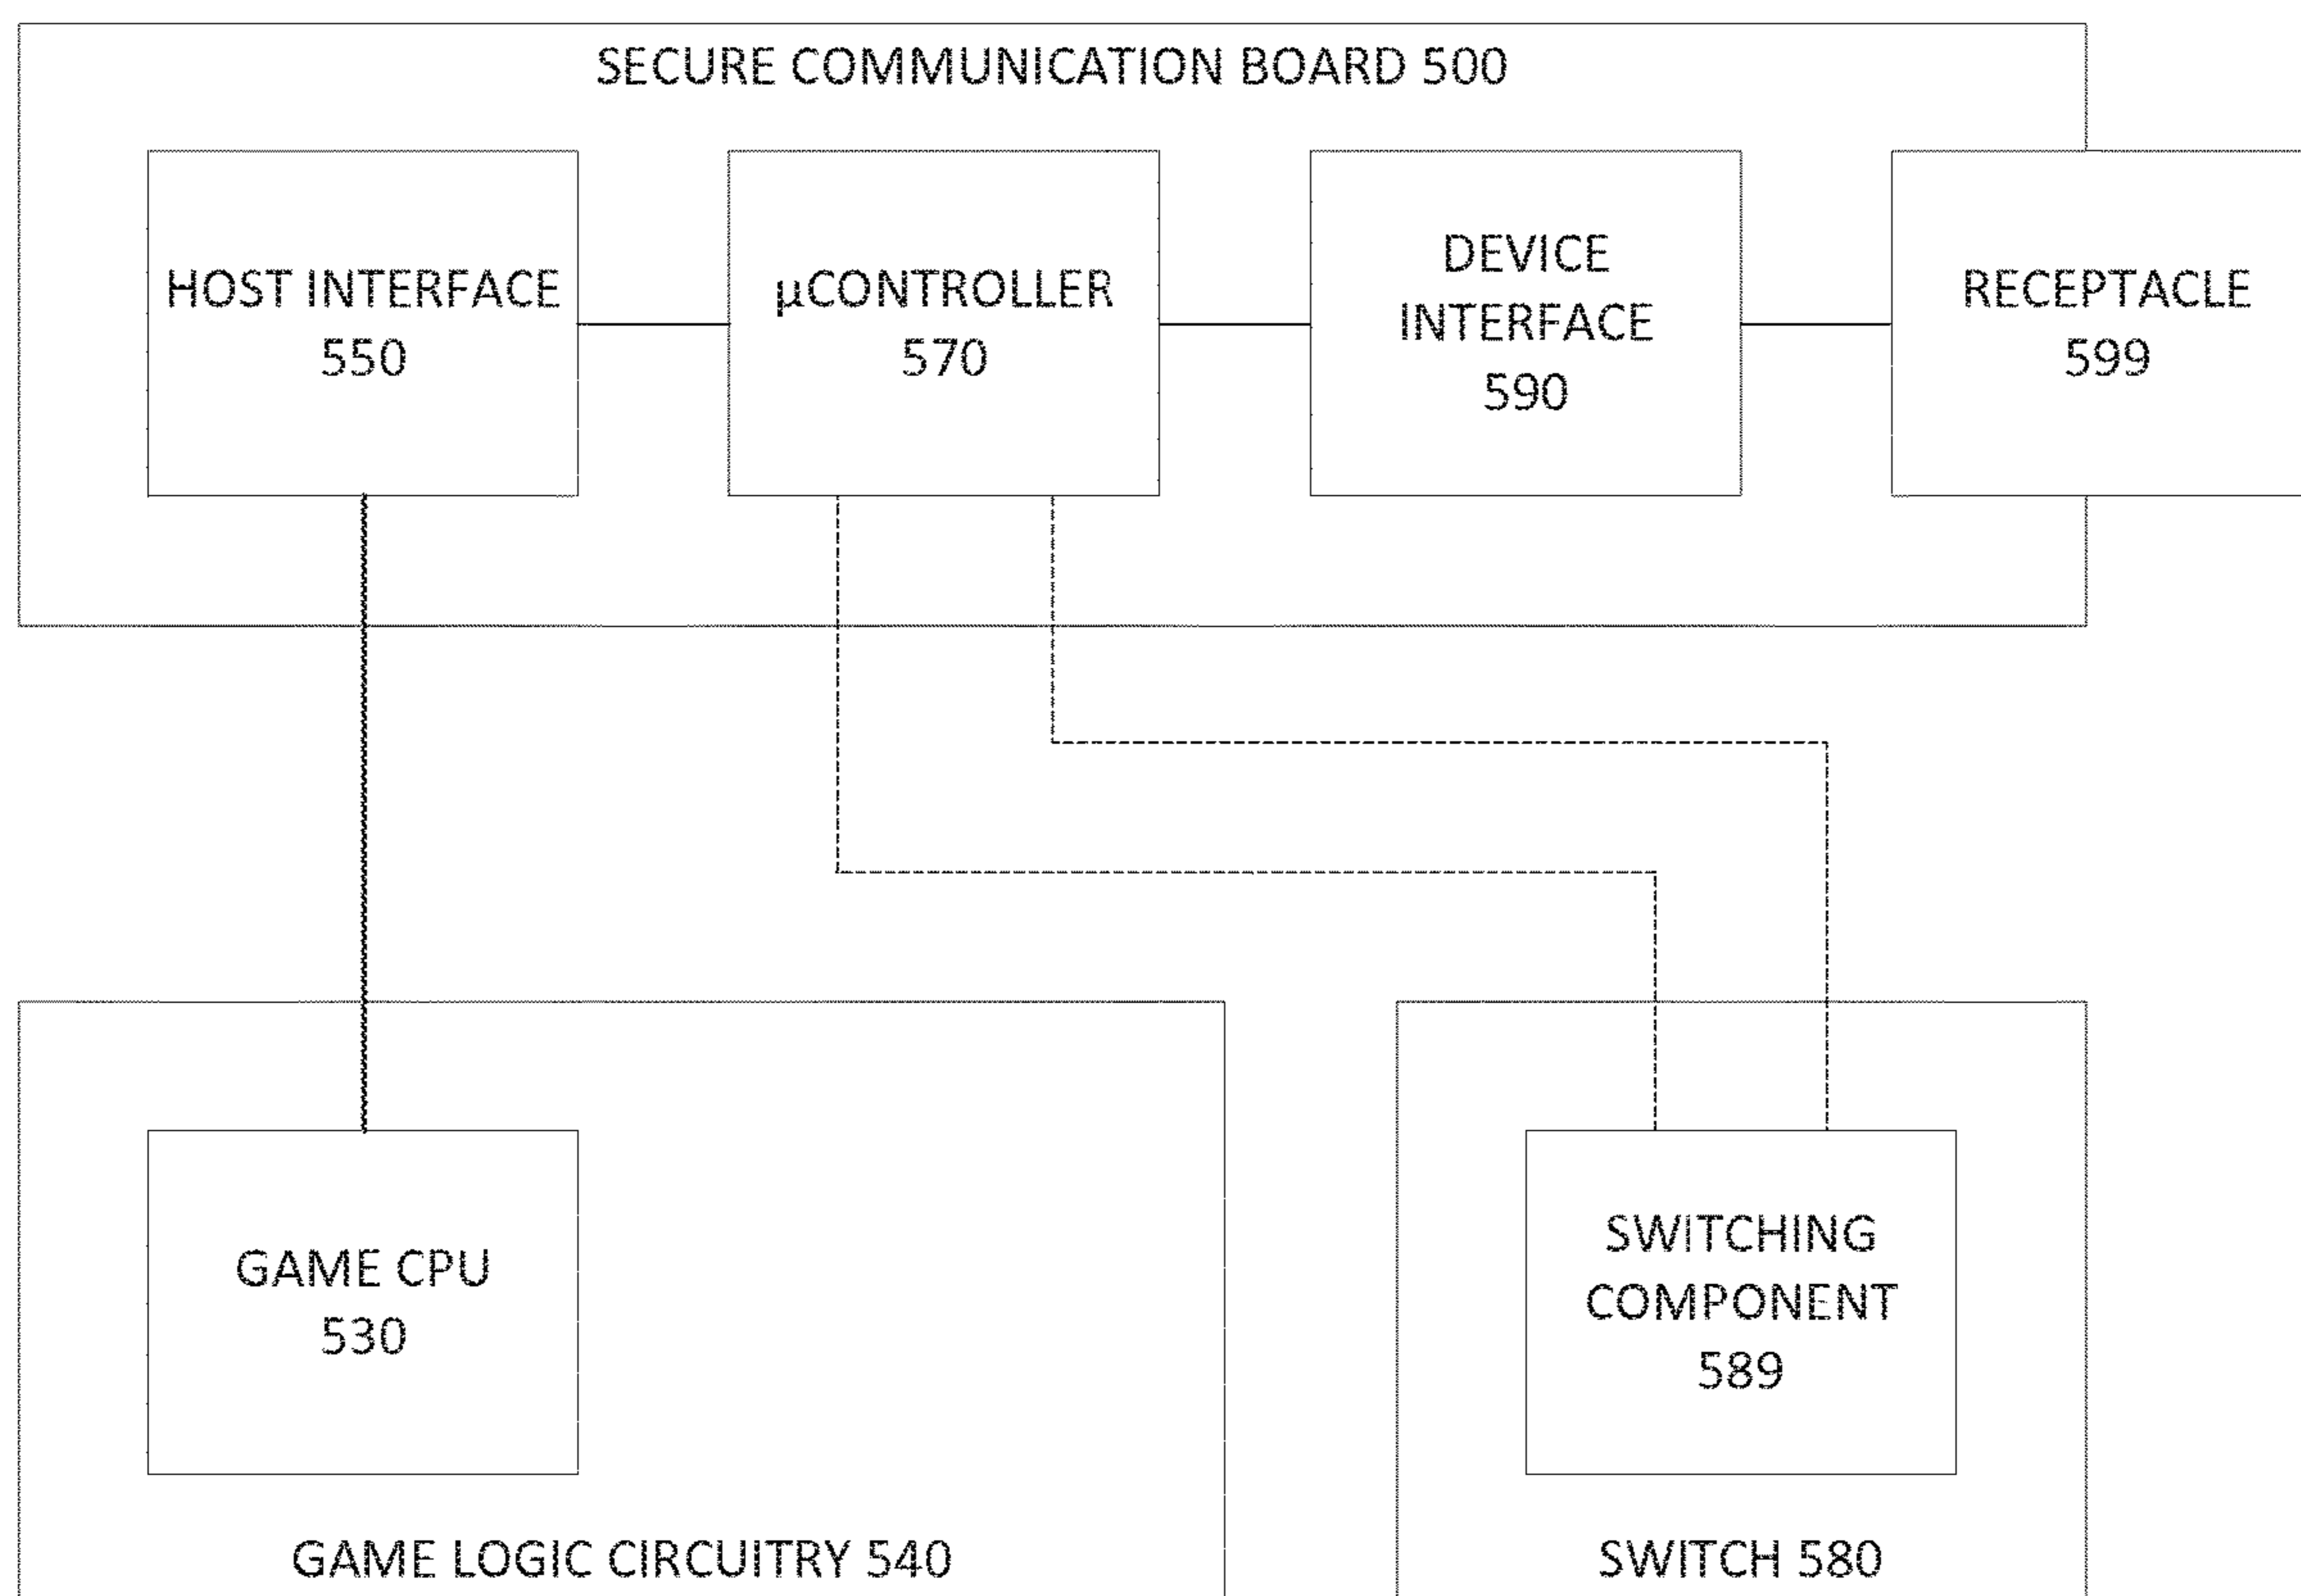 SECURE COMMUNICATION BOARD 500
HOST INTERFACE
550
µCONTROLLER
570
DEVICE
INTERFACE
590
RECEPTACLE
599
GAME CPU
530
SWITCHING
COMPONENT
589
GAME LOGIC CIRCUITRY 540
SWITCH 580